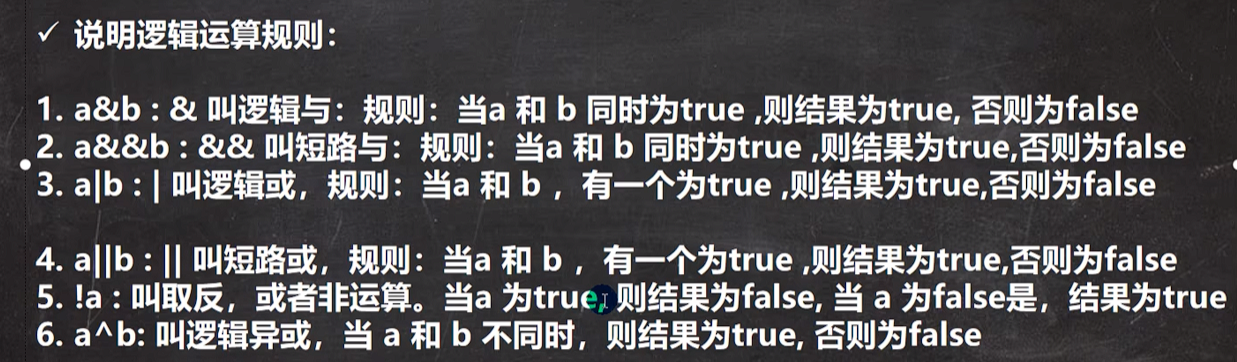 ✓ 说明逻辑运算规则：
1. a&b : & 叫逻辑与：规则：当a 和 b 同时为true ,则结果为true, 否则为false
2. a&&b : && 叫短路与：规则：当a 和 b 同时为true ,则结果为true,否则为false
3. a|b : | 叫逻辑或，规则：当a 和 b ，有一个为true ,则结果为true,否则为false
4. a||b : || 叫短路或，规则：当a 和 b ，有一个为true ,则结果为true,否则为false
5. !a : 叫取反，或者非运算。当a 为true, 则结果为false, 当 a 为false是，结果为true
6. a^b: 叫逻辑异或，当 a 和 b 不同时，则结果为true, 否则为false